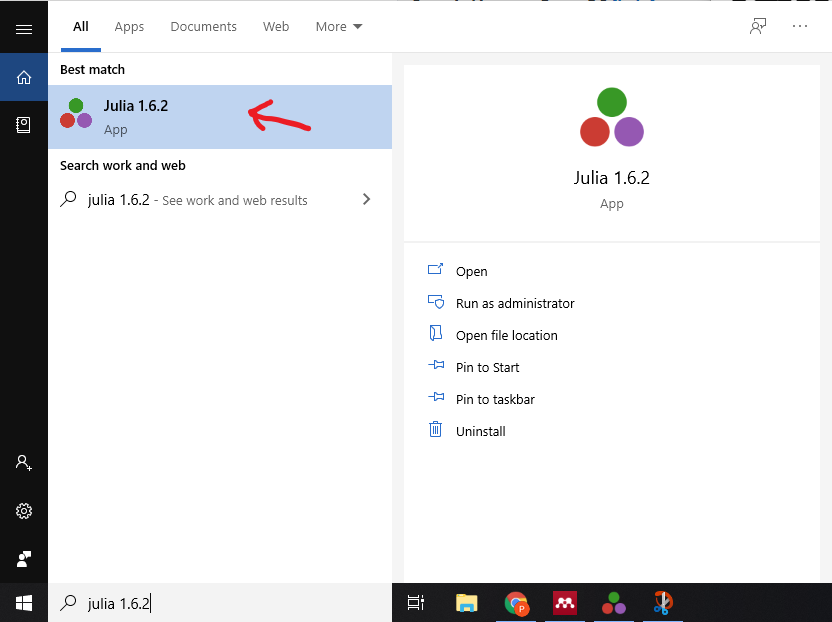 All Apps Documents Web More
Best match
Julia 1.6.2
App
Search work and web
julia 1.6.2 - See work and web results
Julia 1.6.2
App
Open
Run as administrator
Open file location
Pin to Start
Pin to taskbar
Uninstall
julia 1.6.2
P